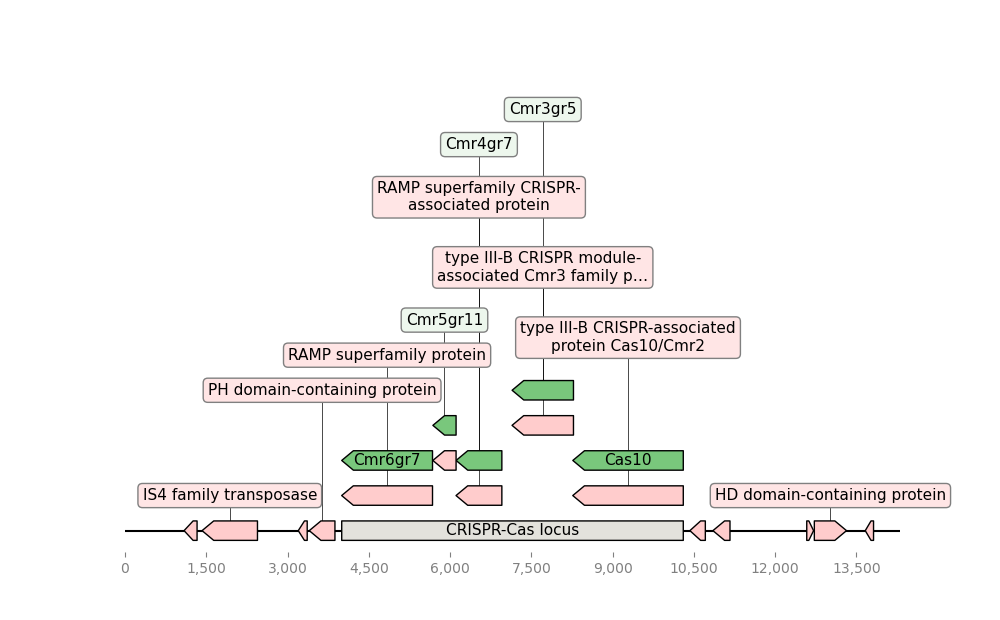 Cmr3gr5
Cmr4gr7
RAMP superfamily CRISPR-
associated protein
type III-B CRISPR module-
associated Cmr3 family p…
Cmr5gr11
type III-B CRISPR-associated
protein Cas10/Cmr2
RAMP superfamily protein
PH domain-containing protein
Cmr6gr7
Cas10
IS4 family transposase
HD domain-containing protein
CRISPR-Cas locus
0 1,500 3,000 4,500 6,000 7,500 9,000 10,500 12,000 13,500